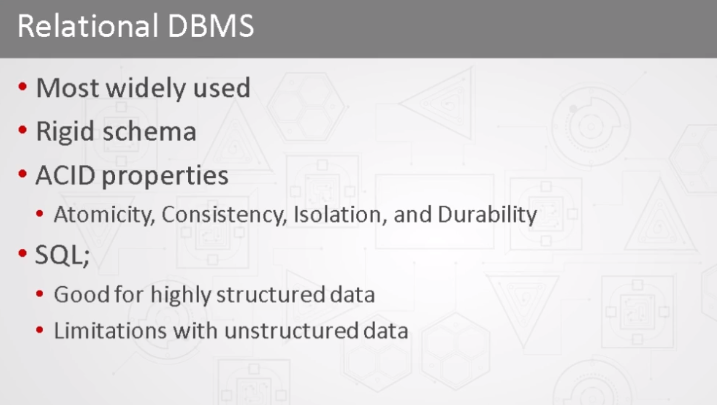 Relational DBMS
• Most widely used
• Rigid schema
• ACID properties
• Atomicity, Consistency, Isolation, and Durability
• SQL;
• Good for highly structured data
• Limitations with unstructured data